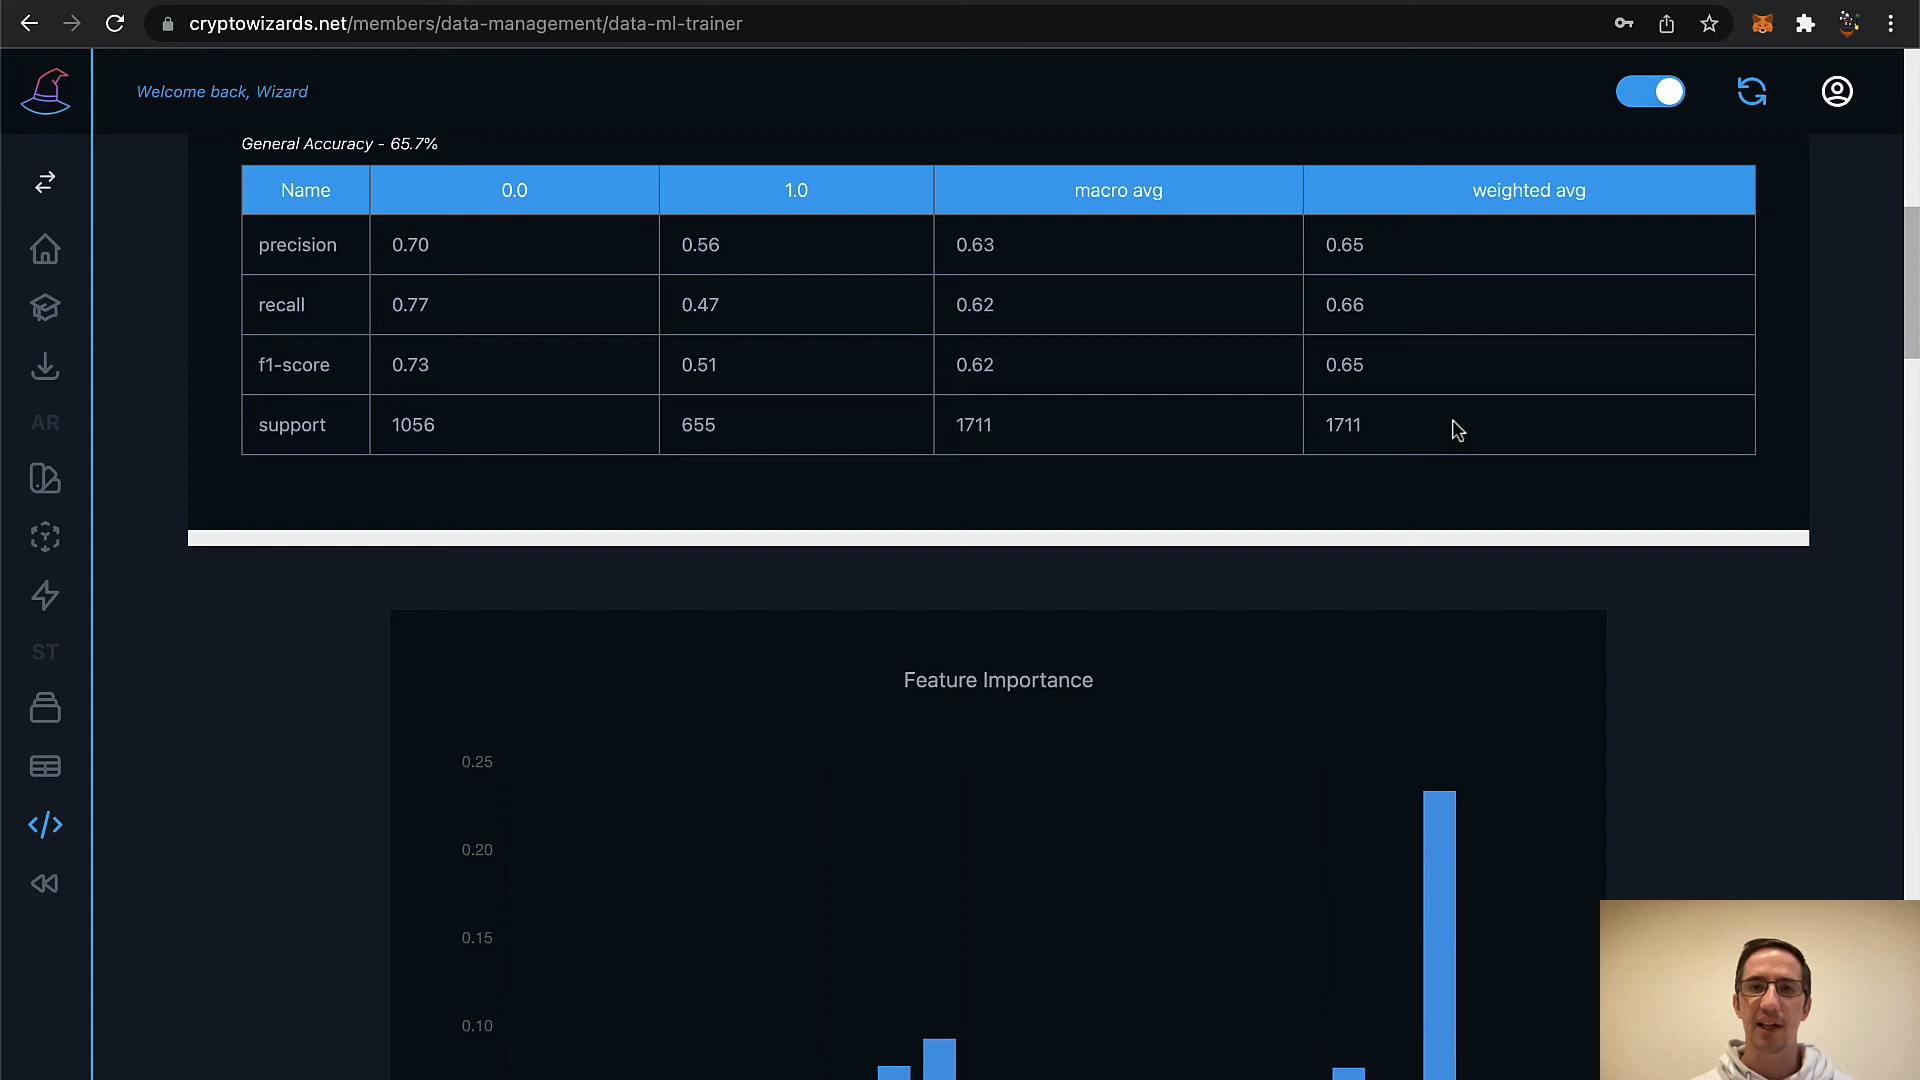 cryptowizards.net/members/data-management/data-ml-trainer
Welcome back, Wizard
General Accuracy - 65.7%
Name 0.0 1.0 macro avg weighted avg
precision 0.70 0.56 0.63 0.65
recall 0.77 0.47 0.62 0.66
f1-score 0.73 0.51 0.62 0.65
support 1056 655 1711 1711
AR
ST
Feature Importance
0.25
0.20
0.15
0.10